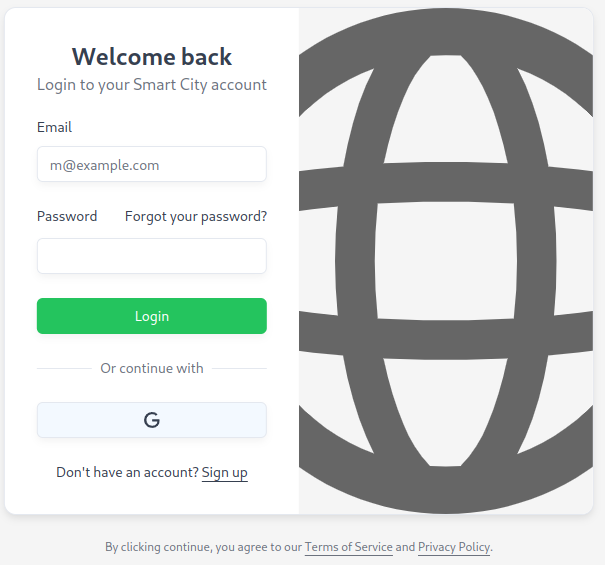 Welcome back
Login to your Smart City account
Email
m@example.com
Password Forgot your password?
Login
Or continue with
G
Don't have an account? Sign up
By clicking continue, you agree to our Terms of Service and Privacy Policy.